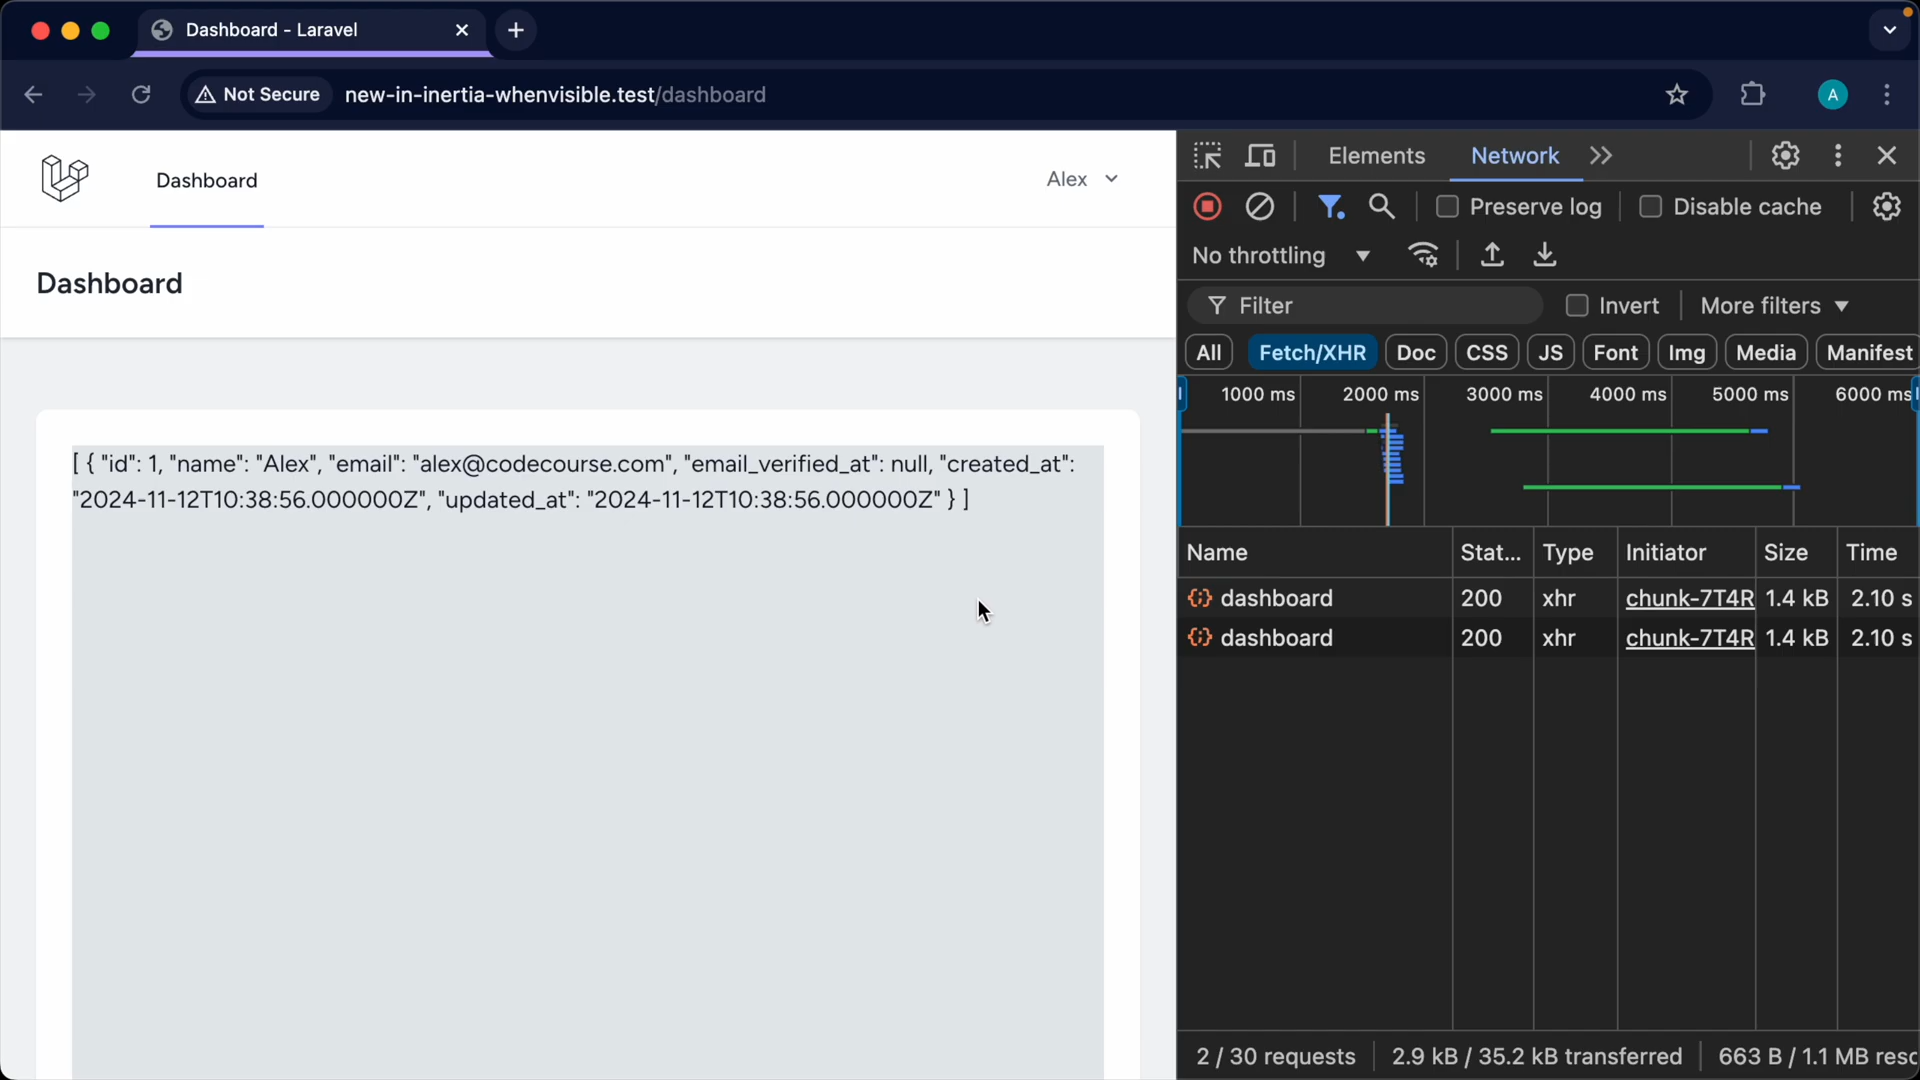 Dashboard - Laravel
Not Secure new-in-inertia-whenvisible.test/dashboard A
Dashboard Alex
Dashboard
[ { "id": 1, "name": "Alex", "email": "alex@codecourse.com", "email_verified_at": null, "created_at":
"2024-11-12T10:38:56.000000Z", "updated_at": "2024-11-12T10:38:56.000000Z" } ]
Elements Network
Preserve log Disable cache
No throttling
Filter Invert More filters
All Fetch/XHR Doc CSS JS Font Img Media Manifest
1000 ms 2000 ms 3000 ms 4000 ms 5000 ms 6000 ms
Name Stat... Type Initiator Size Time
dashboard 200 xhr chunk-7T4R 1.4 kB 2.10 s
dashboard 200 xhr chunk-7T4R 1.4 kB 2.10 s
2 / 30 requests 2.9 kB / 35.2 kB transferred 663 B / 1.1 MB resc